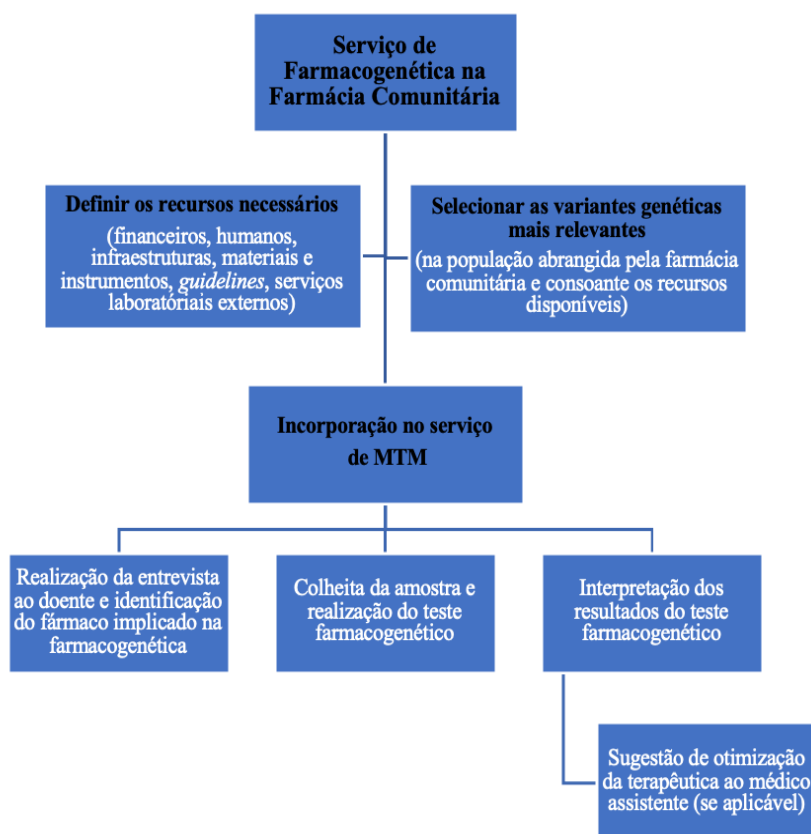 Serviço de
Farmacogenética na
Farmácia Comunitária
Definir os recursos necessários
(financeiros, humanos,
infraestruturas, materiais e
instrumentos, guidelines, serviços
laboratóriais externos)
Selecionar as variantes genéticas
mais relevantes
(na população abrangida pela farmácia
comunitária e consoante os recursos
disponíveis)
Incorporação no serviço
de MTM
Realização da entrevista
ao doente e identificação
do fármaco implicado na
farmacogenética
Colheita da amostra e
realização do teste
farmacogenético
Interpretação dos
resultados do teste
farmacogenético
Sugestão de otimização
da terapêutica ao médico
assistente (se aplicável)